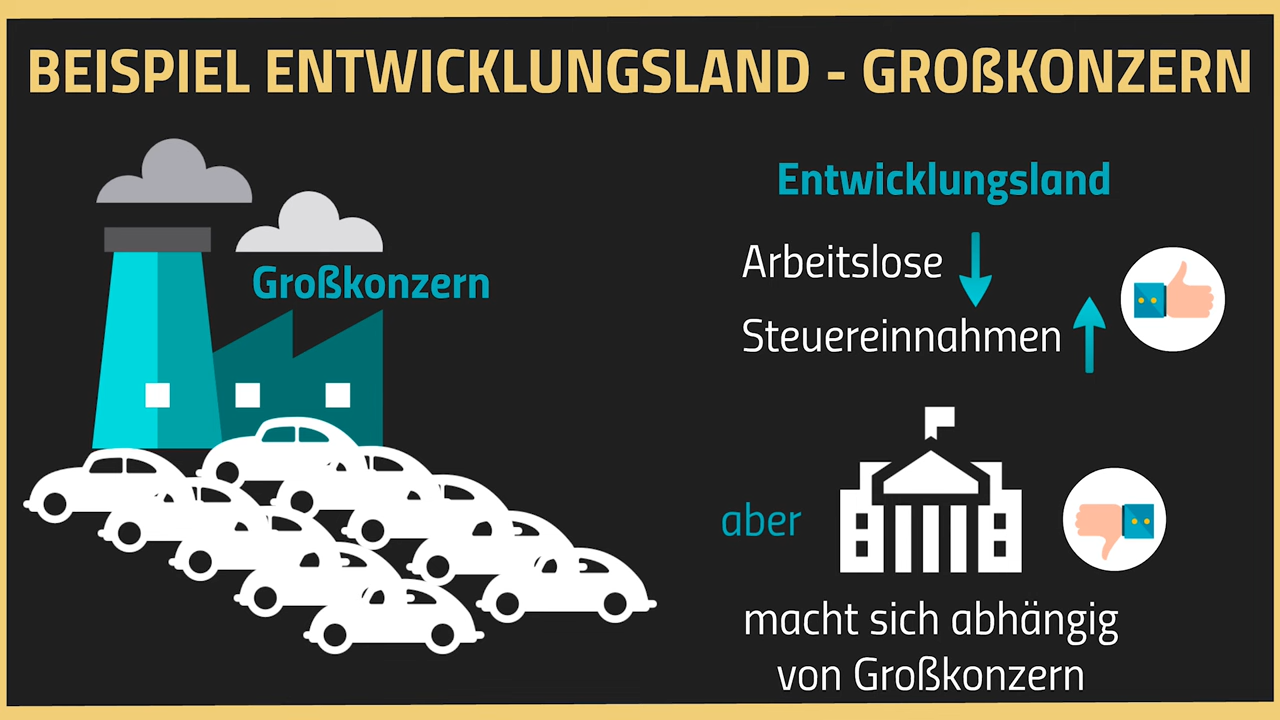 BEISPIEL ENTWICKLUNGSLAND - GROẞKONZERN
Großkonzern
Entwicklungsland
Arbeitslose
Steuereinnahmen
aber
macht sich abhängig
von Großkonzern